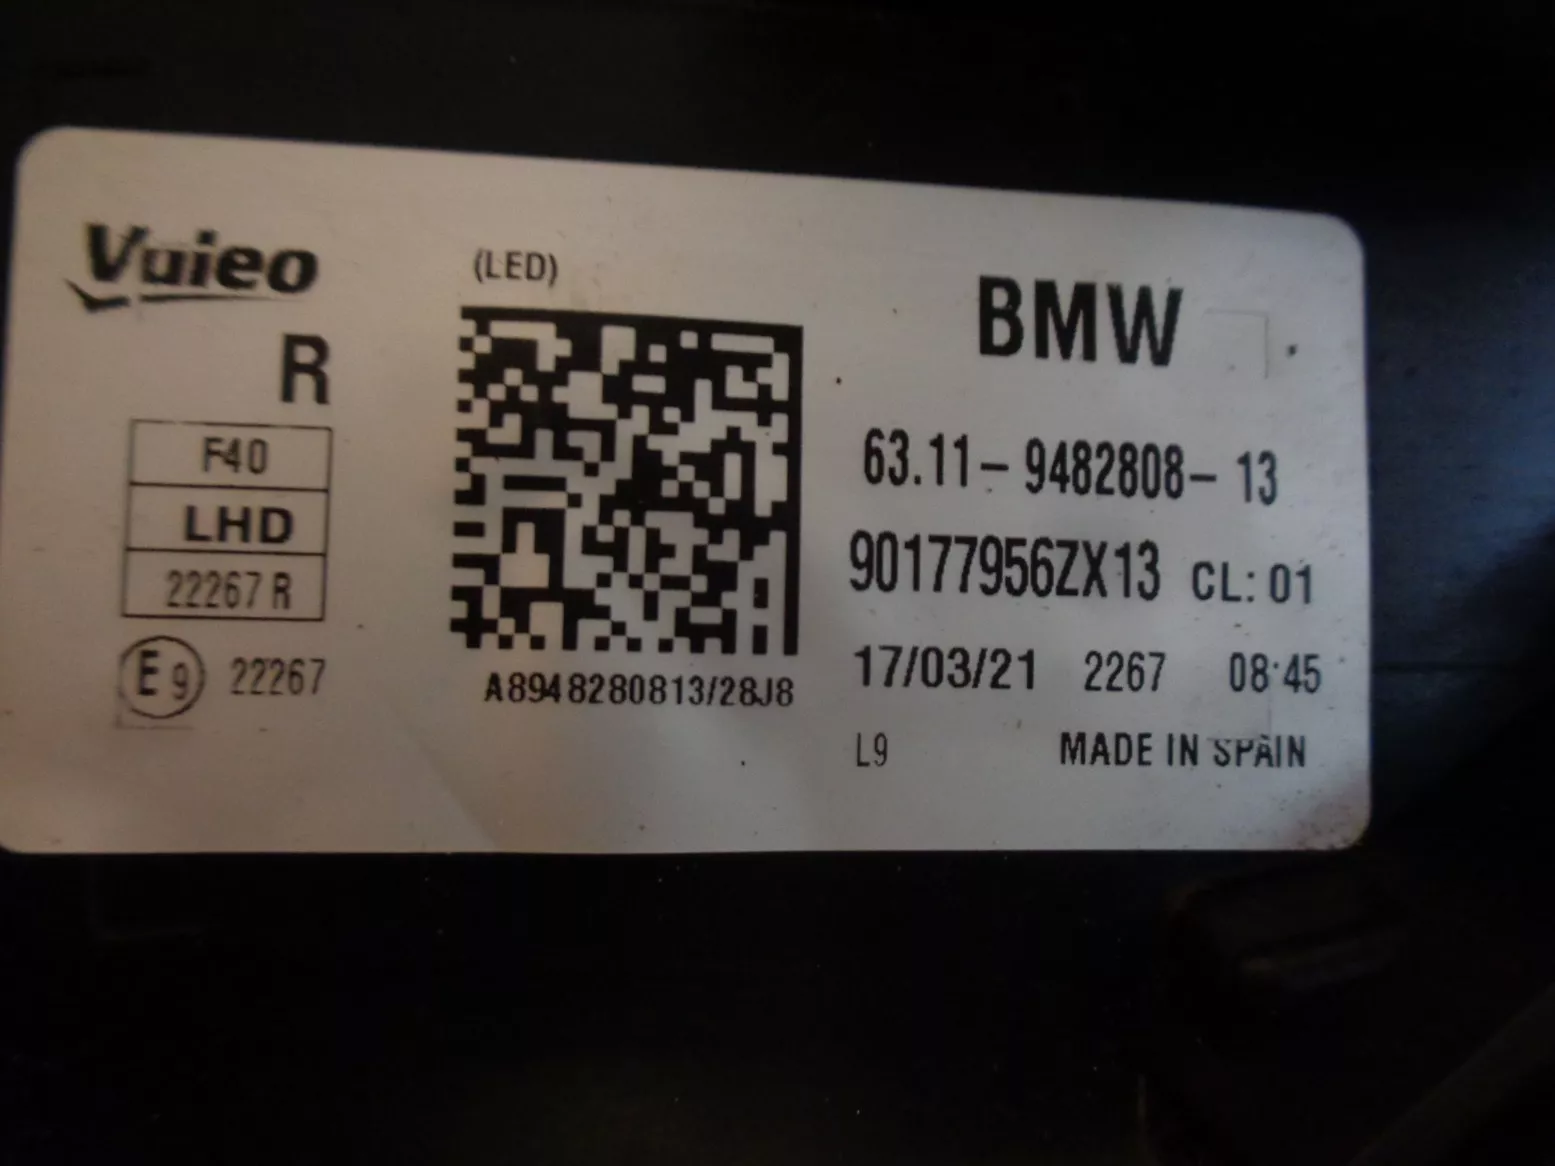 Valeo
(LED)
R
BMW
F40
LHD
22267 R
E9 22267
A8948280813/28J8
63.11-9482808-13
90177956ZX13 CL: 01
17/03/21 2267 08:45
L9 MADE IN SPAIN